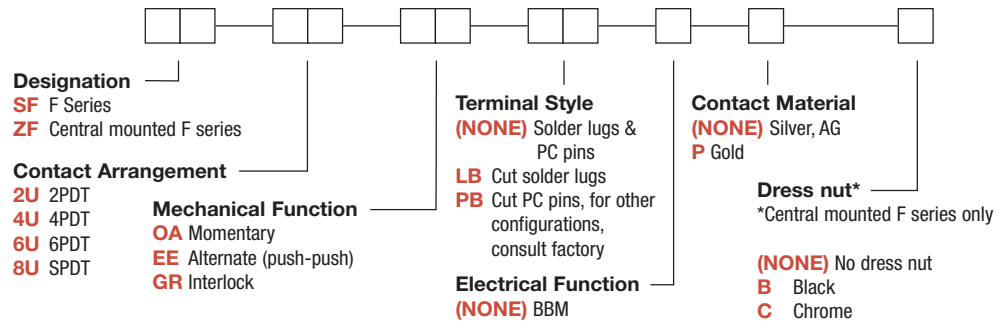 Designation
SF F Series
ZF Central mounted F series
Contact Arrangement
2U 2PDT
4U 4PDT
6U 6PDT
8U SPDT
Mechanical Function
OA Momentary
EE Alternate (push-push)
GR Interlock
Terminal Style
(NONE) Solder lugs &
PC pins
LB Cut solder lugs
PB Cut PC pins, for other
configurations,
consult factory
Electrical Function
(NONE) BBM
Contact Material
(NONE) Silver, AG
P Gold
Dress nut*
*Central mounted F series only
(NONE) No dress nut
B Black
C Chrome